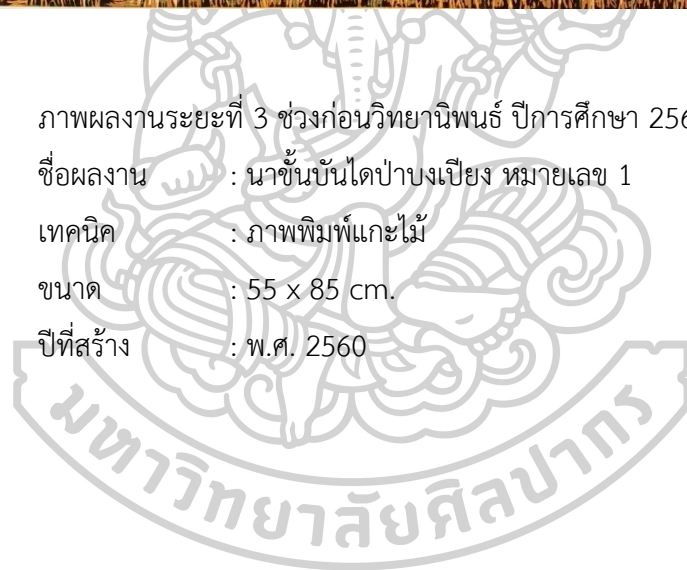 ภาพผลงานระยะที่ 3 ช่วงก่อนวิทยานิพนธ์ ปีการศึกษา
ชื่อผลงาน : นาขั้นบันไดป่าบงเปียง หมายเลข 1
เทคนิค : ภาพพิมพ์แกะไม้
ขนาด : 55 x 85 cm.
ปีที่สร้าง : พ.ศ. 2560
มหาวิทยาลัยศิลปากร